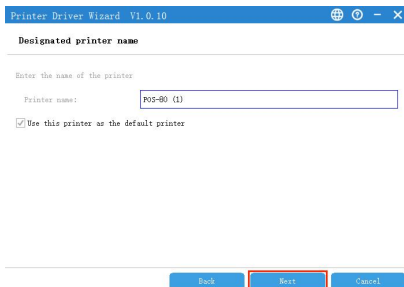 Printer Driver Wizard V1.0.10
Designated printer name
Enter the name of the printer
Printer name: POS-80 (1)
Use this printer as the default printer
Back Next Cancel